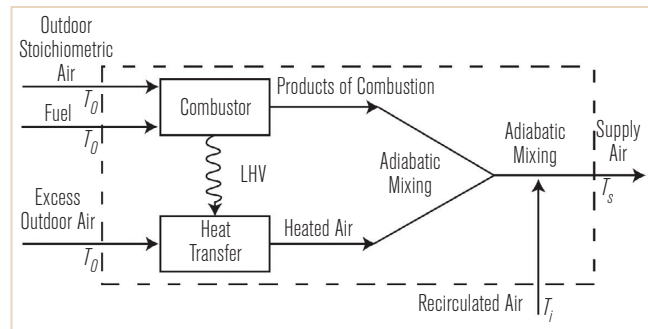 Outdoor
Stoichiometric
Air
T0
Fuel
T0
Combustor
Products of Combustion
LHV
Adiabatic
Mixing
Adiabatic
Mixing
Supply
Air
Ts
Excess
Outdoor Air
T0
Heat
Transfer
Heated Air
Recirculated Air
Ti